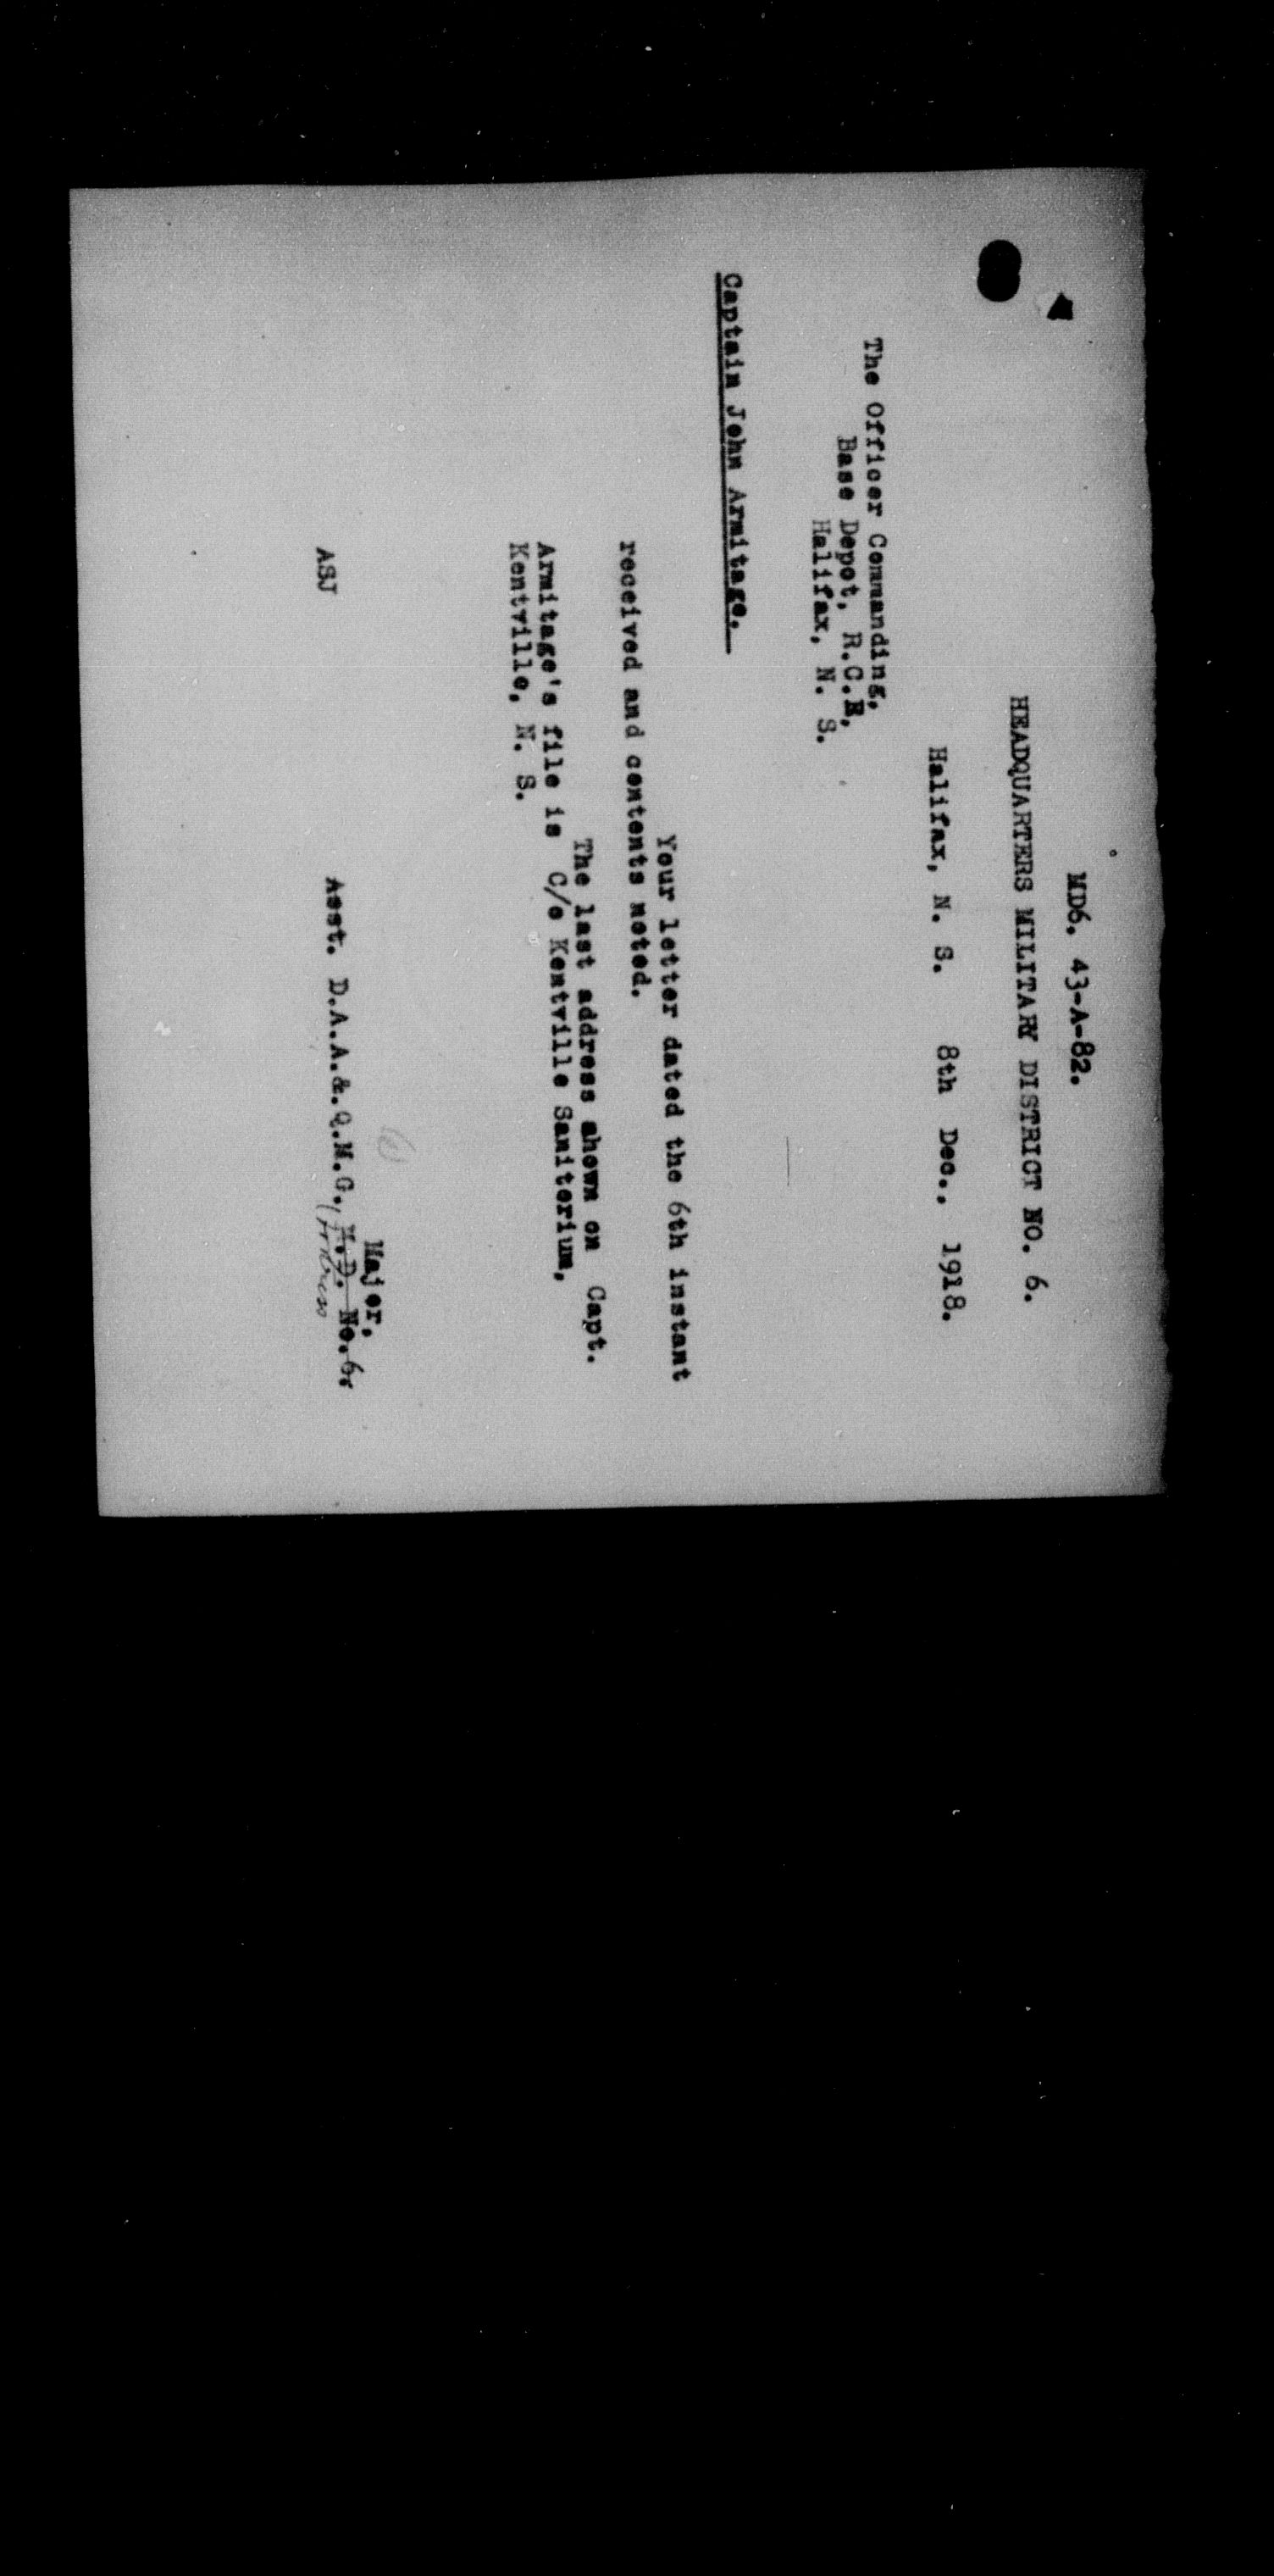 MD6. 43-A-82.
HEADQUARTERS MILITARY DISTRICT NO. 6.
Halifax, N. S. 8th Dec., 1918.
The Officer Commanding,
Base Depot, R.C.E,
Halifax, N. S.
Captain John Armitage.
Your letter dated the 6th instant
received and contents noted.
The last address shown on Capt.
Armitage's file is C/o Kentville Saniterium,
Kentville, N. S.
Major,
ASJ Asst. D.A.A.&.Q.M.G., M.D. No.6,